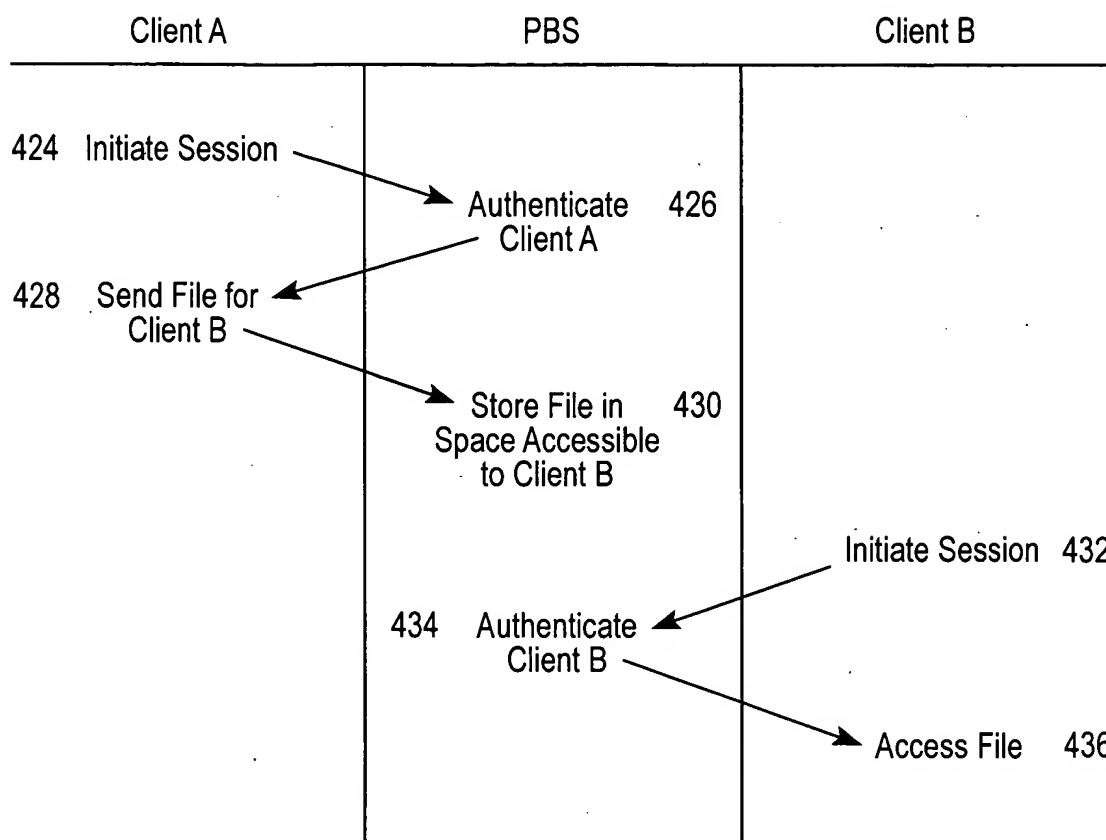 Client A PBS Client B
424 Initiate Session
Authenticate 426
Client A
428 Send File for
Client B
Store File in 430
Space Accessible
to Client B
Initiate Session 432
434 Authenticate
Client B
Access File 436